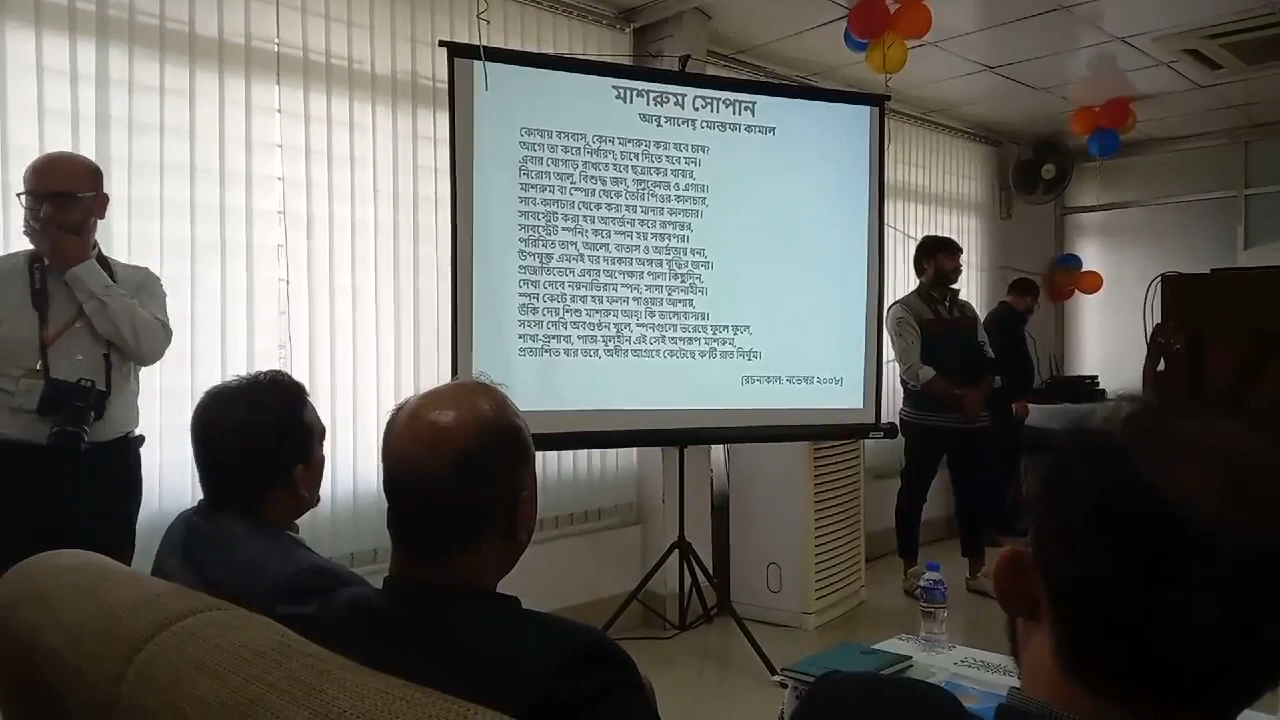 মাশরুম সোপান
আবু সালেহ্ মোস্তফা কামাল
কোথায় বসবাস, কোন মাশরুম করা হবে চাষ?
আগে তা করে নির্ধারণ; চাষে দিতে হবে মন।
এবার যোগাড় রাখতে হবে ছত্রাকের খাবার,
নিরোগ আলু, বিশুদ্ধ জল, গলুকোজ ও এগার।
মাশরুম বা স্পোর থেকে তৈরি পিওর-কালচার,
সাব-কালচার থেকে করা হয় মাদার কালচার।
সাবস্ট্রেট করা হয় আবর্জনা করে রূপান্তর,
সাবস্ট্রেট স্পনিং করে স্পন হয় সম্ভবপর।
পরিমিত তাপ, আলো, বাতাস ও আর্দ্রতায় ধন্য,
উপযুক্ত এমনই ঘর দরকার অঙ্গজ বৃদ্ধির জন্য।
প্রজাতিভেদে এবার অপেক্ষার পালা কিছুদিন,
দেখা দেবে নয়নাভিরাম স্পন; সাদা তুলনাহীন।
স্পন কেটে রাখা হয় ফলন পাওয়ার আশায়,
উঁকি দেয় শিশু মাশরুম আহ্! কি ভালোবাসায়।
সহসা দেখি অবগুণ্ঠন খুলে, স্পনগুলো ভরেছে ফুলে ফুলে,
শাখা-প্রশাখা, পাতা-মূলহীন এই সেই অপরূপ মাশরুম,
প্রত্যাশিত যার তরে, অধীর আগ্রহে কেটেছে ক'টি রাত নির্ঘুম।
[রচনাকাল: নভেম্বর ২০০৮]